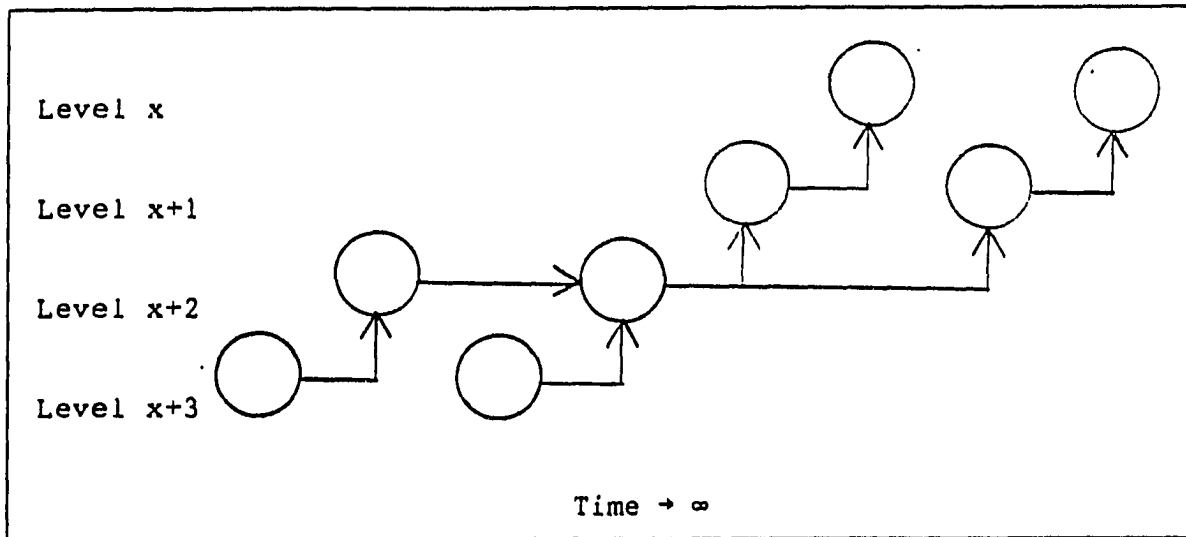 Level x
Level x+1
Level x+2
Level x+3
Time → ∞